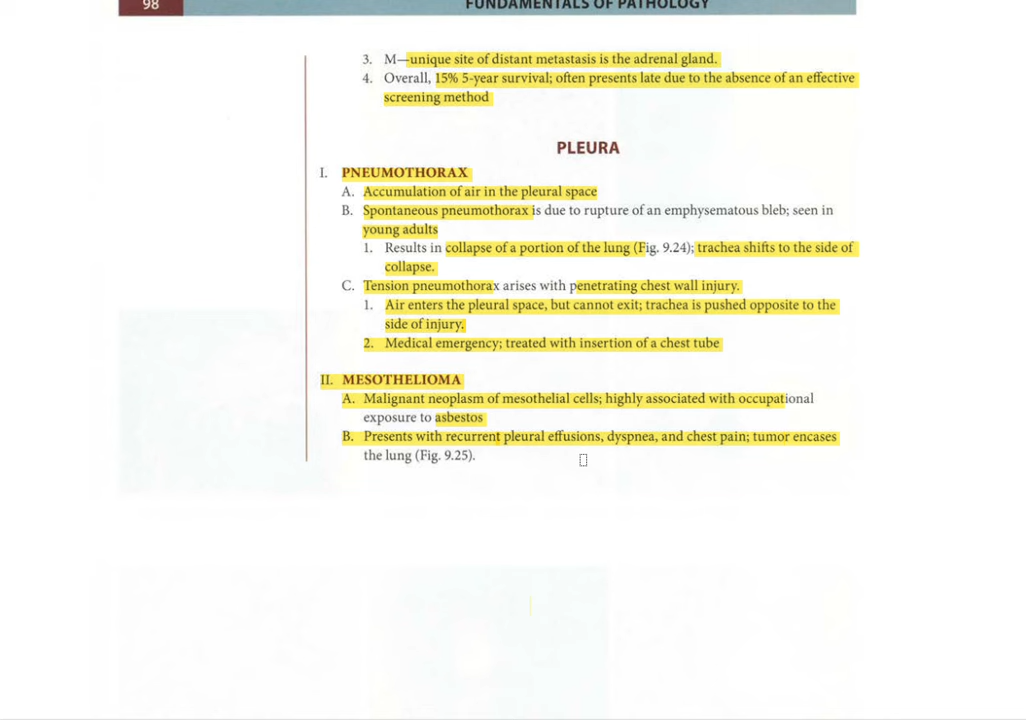 98 FUNDAMENTALS OF PATHOLOGY
3. M—unique site of distant metastasis is the adrenal gland.
4. Overall, 15% 5-year survival; often presents late due to the absence of an effective
screening method
PLEURA
I. PNEUMOTHORAX
A. Accumulation of air in the pleural space
B. Spontaneous pneumothorax is due to rupture of an emphysematous bleb; seen in
young adults
1. Results in collapse of a portion of the lung (Fig. 9.24); trachea shifts to the side of
collapse.
C. Tension pneumothorax arises with penetrating chest wall injury.
1. Air enters the pleural space, but cannot exit; trachea is pushed opposite to the
side of injury.
2. Medical emergency; treated with insertion of a chest tube
II. MESOTHELIOMA
A. Malignant neoplasm of mesothelial cells; highly associated with occupational
exposure to asbestos
B. Presents with recurrent pleural effusions, dyspnea, and chest pain; tumor encases
the lung (Fig. 9.25).